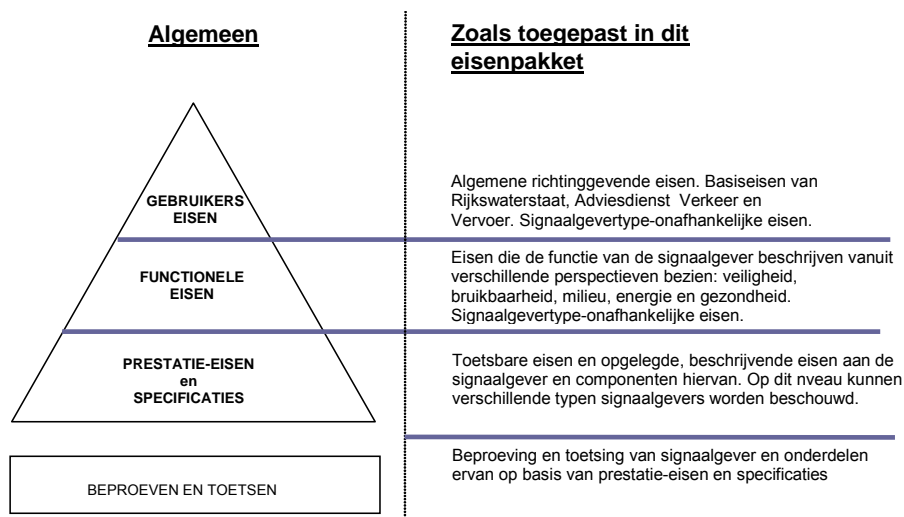 Algemeen
Zoals toegepast in dit
eisenpakket
GEBRUIKERS
EISEN
Algemene richtinggevende eisen. Basiseisen van
Rijkswaterstaat, Adviesdienst Verkeer en
Vervoer. Signaalgevertype-onafhankelijke eisen.
FUNCTIONELE
EISEN
Eisen die de functie van de signaalgever beschrijven vanuit
verschillende perspectieven bezien: veiligheid,
bruikbaarheid, milieu, energie en gezondheid.
Signaalgevertype-onafhankelijke eisen.
PRESTATIE-EISEN
en
SPECIFICATIES
Toetsbare eisen en opgelegde, beschrijvende eisen aan de
signaalgever en componenten hiervan. Op dit nveau kunnen
verschillende typen signaalgevers worden beschouwd.
BEPROEVEN EN TOETSEN
Beproeving en toetsing van signaalgever en onderdelen
ervan op basis van prestatie-eisen en specificaties